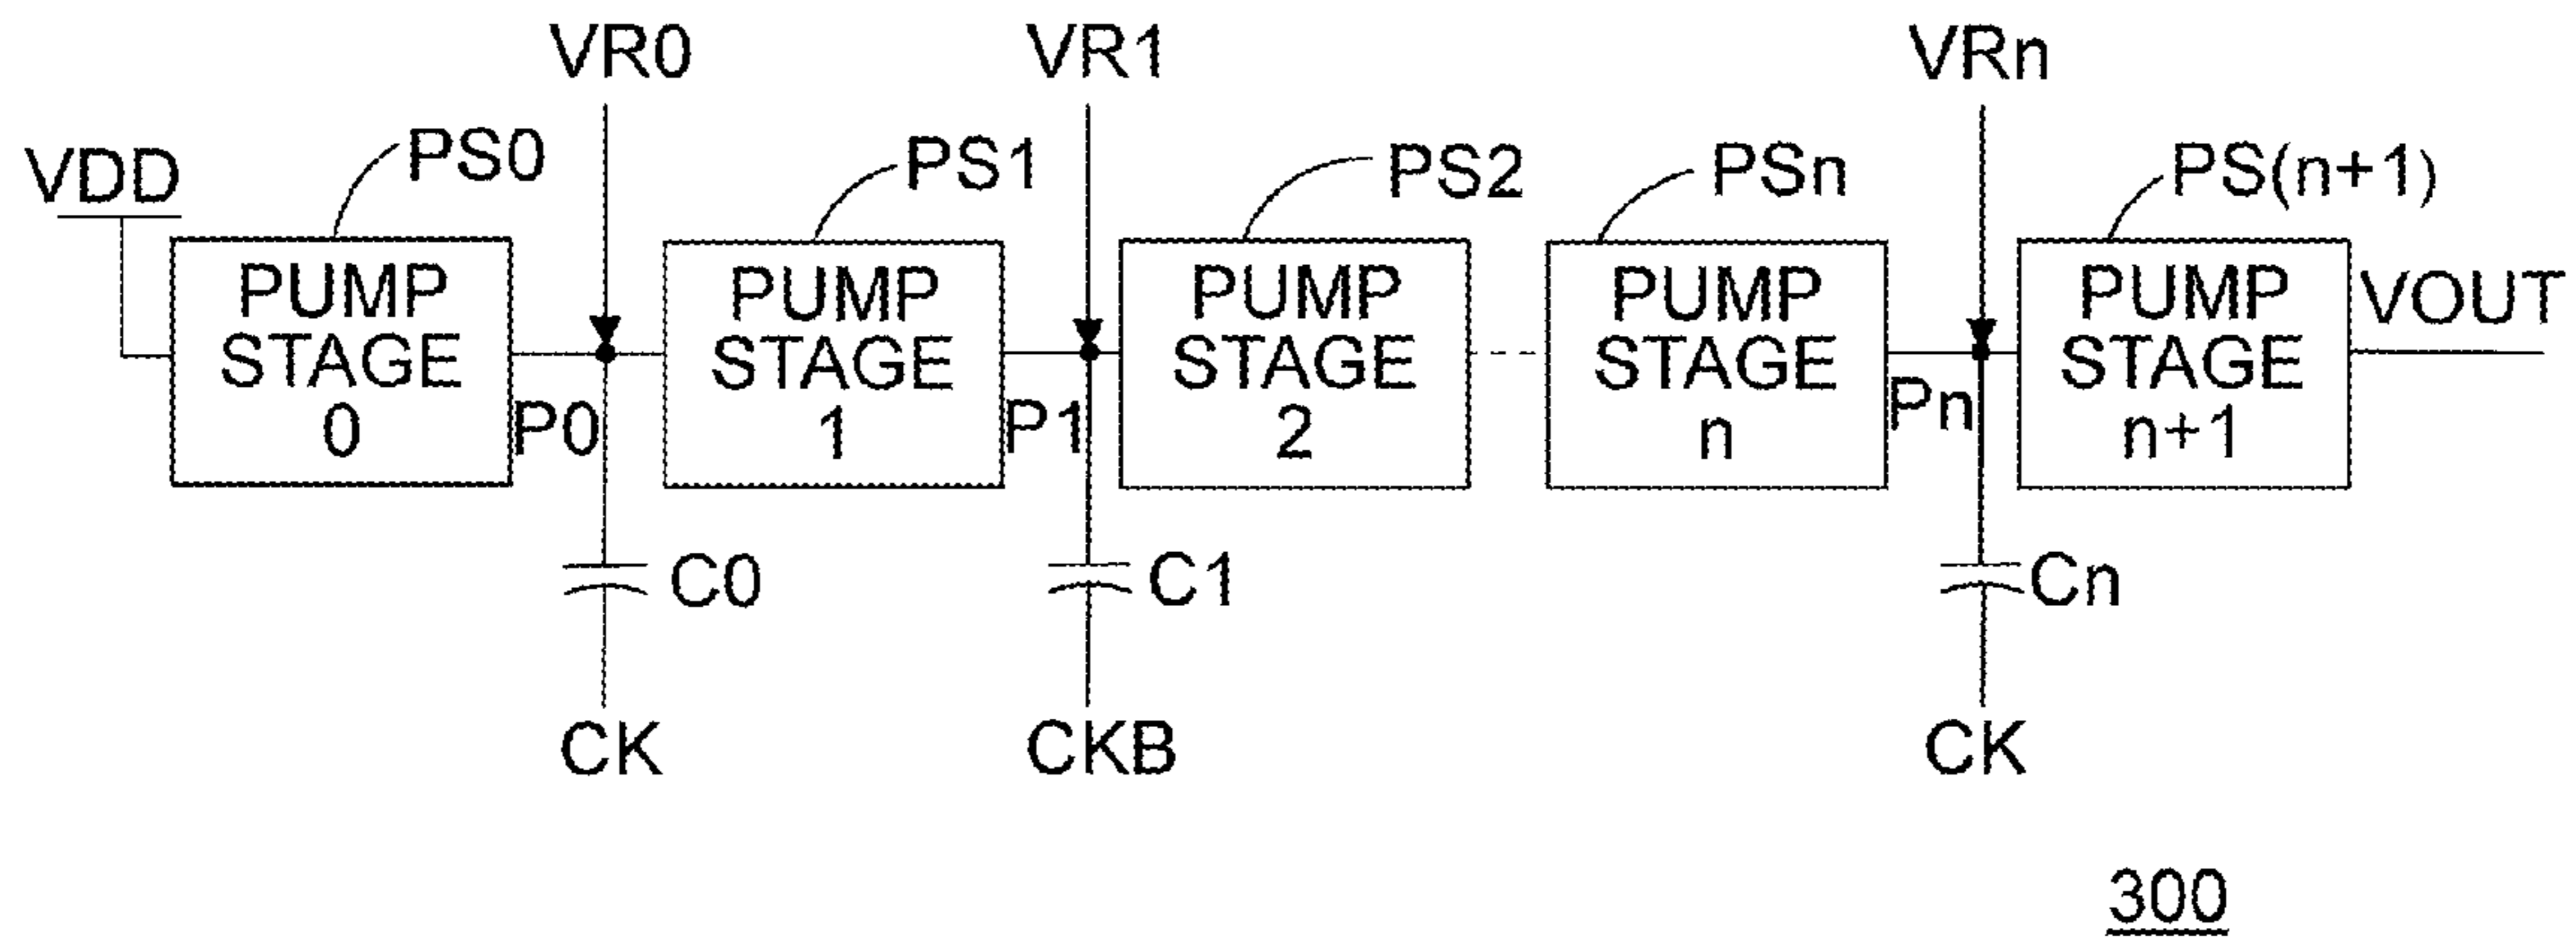 VR0
VR1
VRn
VDD
PS0
PS1
PS2
PSn
PS(n+1)
PUMP
STAGE
0
P0
PUMP
STAGE
1
P1
PUMP
STAGE
2
PUMP
STAGE
n
Pn
PUMP
STAGE
n+1
VOUT
C0
C1
Cn
CK
CKB
CK
300